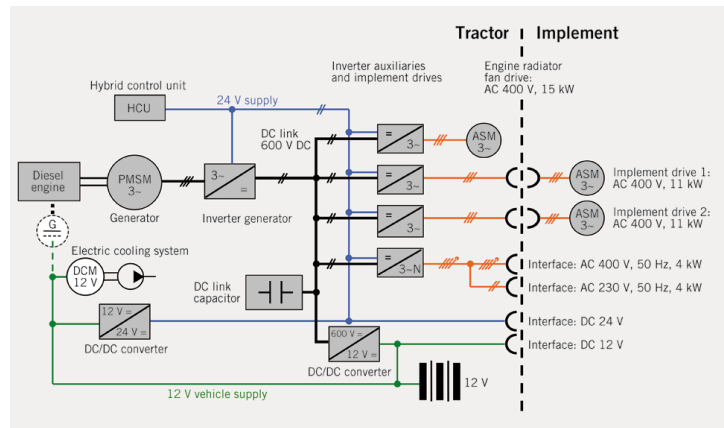 Tractor
Implement
Inverter auxiliaries
and implement drives
Engine radiator
fan drive:
AC 400 V, 15 kW
Hybrid control unit
HCU
24 V supply
DC link
600 V DC
=
3~
ASM
3~
Diesel
engine
PMSM
3~
Generator
3~
=
Inverter generator
=
3~
ASM
3~
Implement drive 1:
AC 400 V, 11 kW
=
3~
ASM
3~
Implement drive 2:
AC 400 V, 11 kW
G
Electric cooling system
DCM
12 V
=
3~N
Interface: AC 400 V, 50 Hz, 4 kW
Interface: AC 230 V, 50 Hz, 4 kW
DC link
capacitor
12 V =
24 V =
DC/DC converter
Interface: DC 24 V
600 V =
12 V =
DC/DC converter
Interface: DC 12 V
12 V
12 V vehicle supply